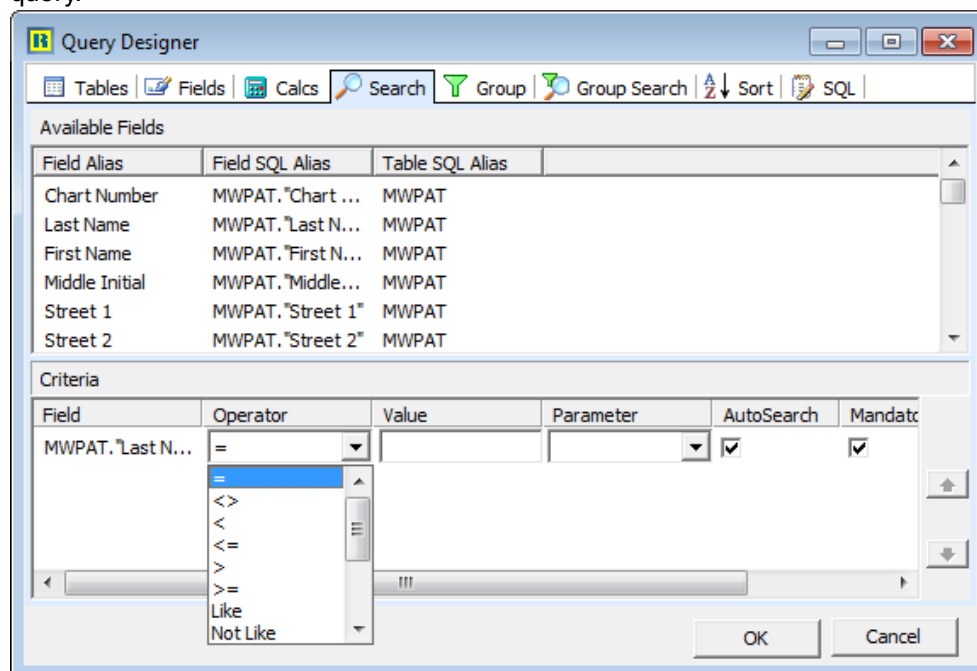 query.
Query Designer
Tables Fields Calcs Search Group Group Search Sort SQL
Available Fields
Field Alias Field SQL Alias Table SQL Alias
Chart Number MWPAT."Chart ... MWPAT
Last Name MWPAT."Last N... MWPAT
First Name MWPAT."First N... MWPAT
Middle Initial MWPAT."Middle... MWPAT
Street 1 MWPAT."Street 1" MWPAT
Street 2 MWPAT."Street 2" MWPAT
Criteria
Field Operator Value Parameter AutoSearch Mandato
MWPAT."Last N... =
=
<>
<
<=
>
>=
Like
Not Like
OK Cancel